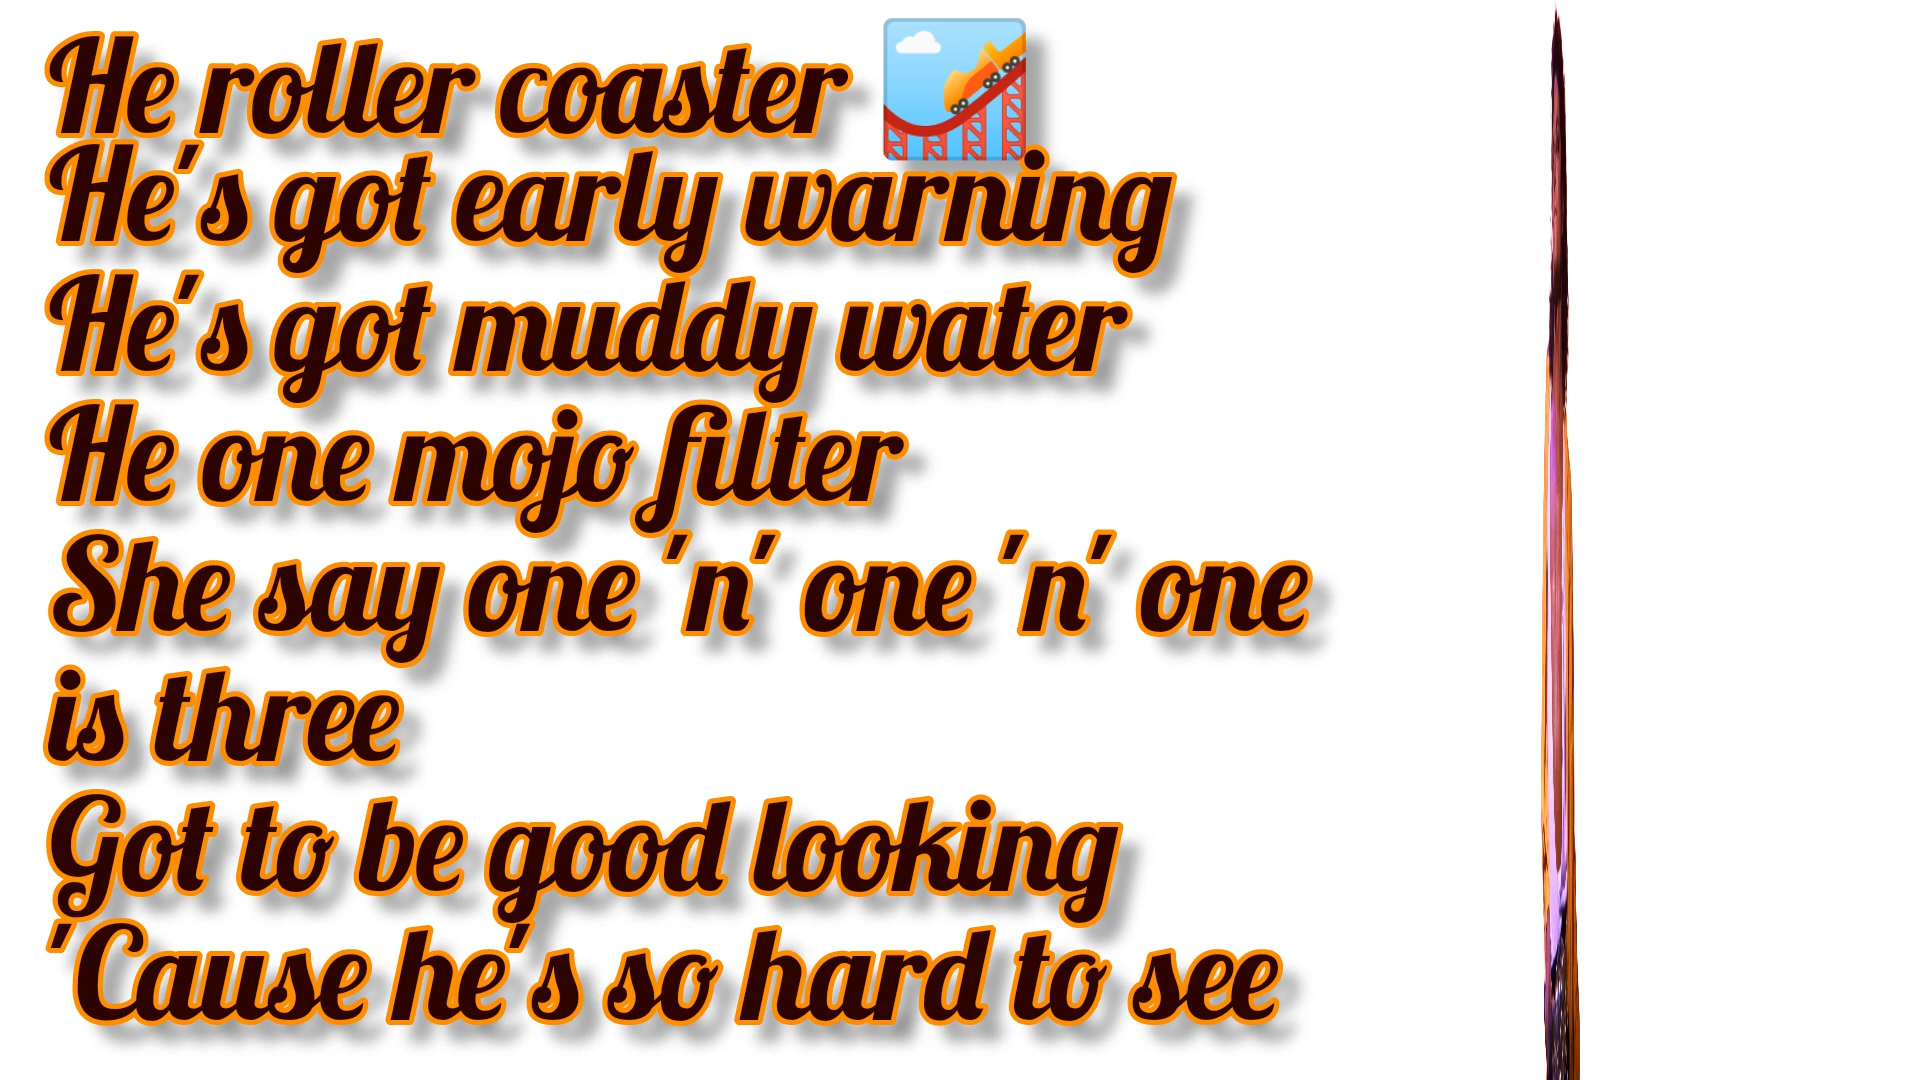 He roller coaster 🎢
He's got early warning
He's got muddy water
He one mojo filter
She say one 'n' one 'n' one
is three
Got to be good looking
'Cause he's so hard to see